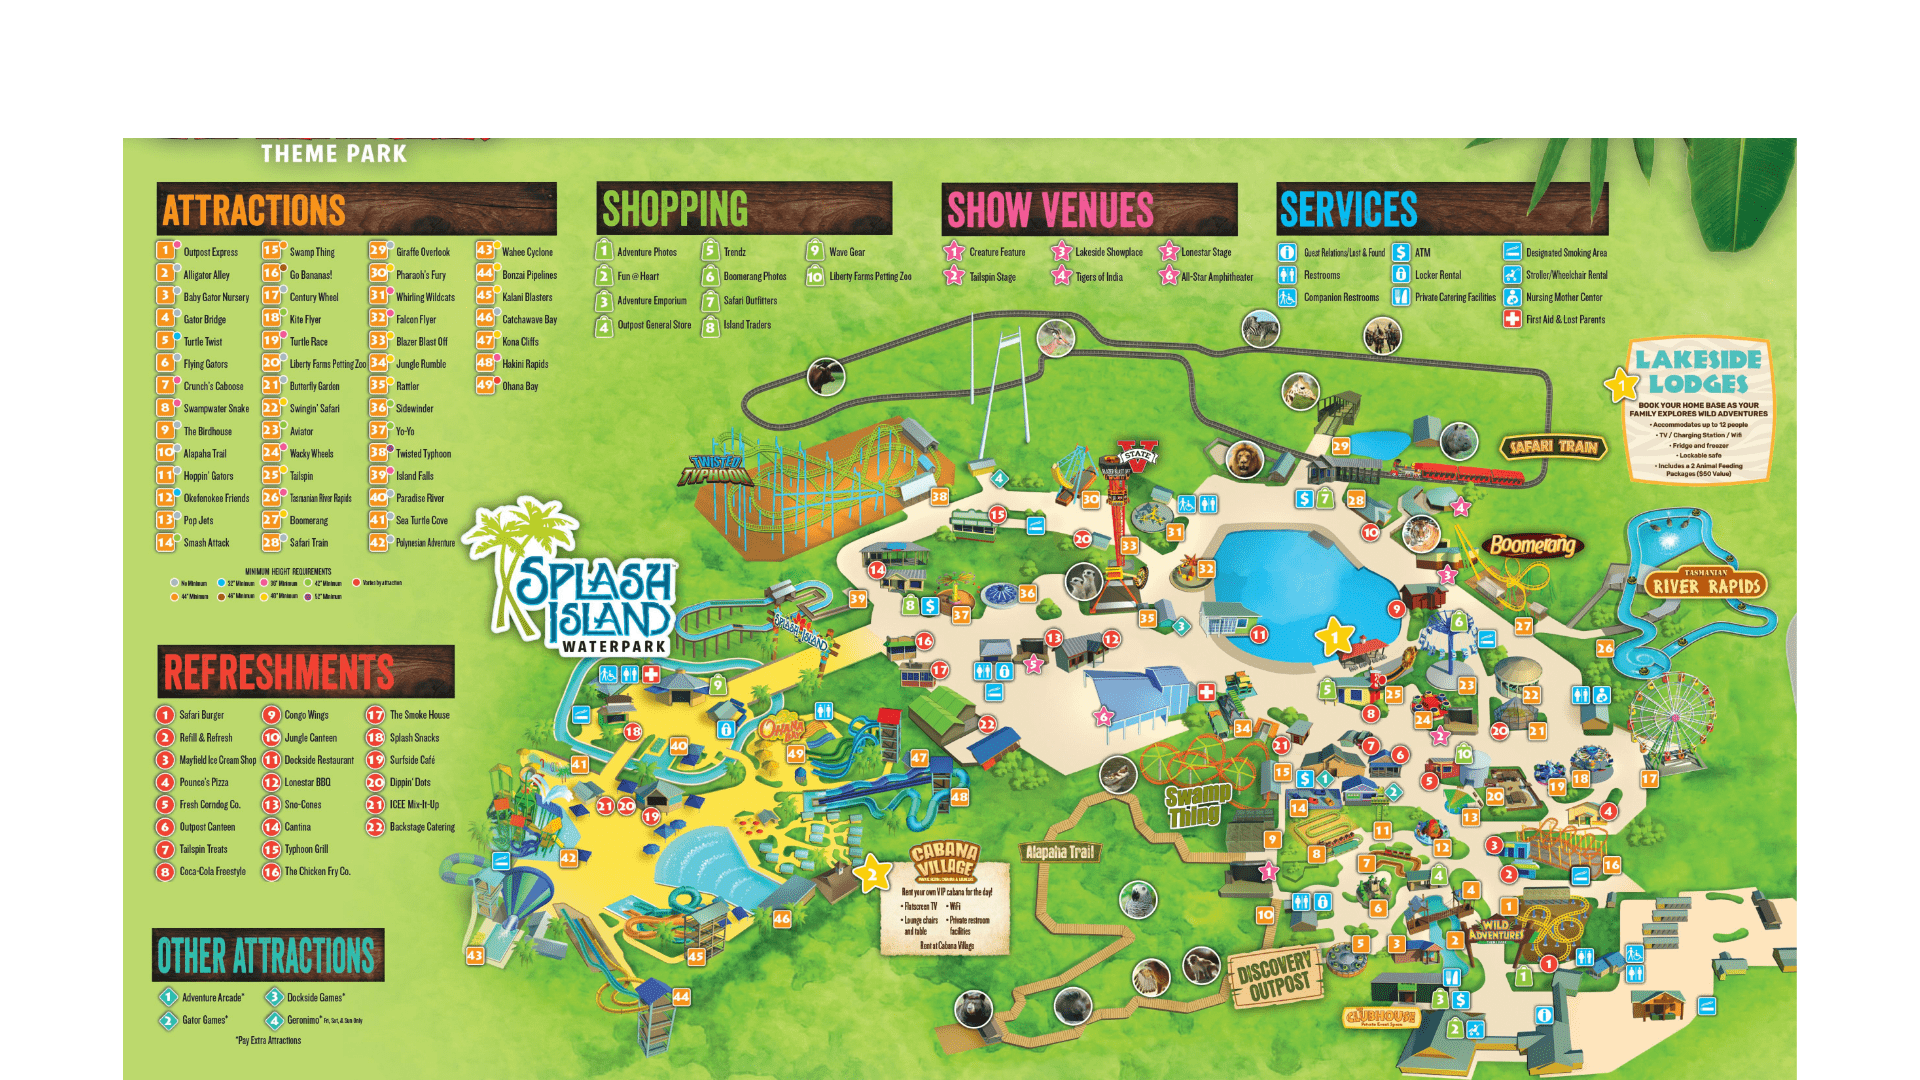 THEME PARK
ATTRACTIONS
1 Outpost Express
2 Alligator Alley
3 Baby Gator Nursery
4 Gator Bridge
5 Turtle Twist
6 Flying Gators
7 Crunch's Caboose
8 Swampwater Snake
9 The Birdhouse
10 Alapaha Trail
11 Hoppin' Gators
12 Okefenokee Friends
13 Pop Jets
14 Smash Attack
15 Swamp Thing
16 Go Bananas!
17 Century Wheel
18 Kite Flyer
19 Turtle Race
20 Liberty Farms Petting Zoo
21 Butterfly Garden
22 Swingin' Safari
23 Aviator
24 Wacky Wheels
25 Tailspin
26 Tasmanian River Rapids
27 Boomerang
28 Safari Train
29 Giraffe Overlook
30 Pharaoh's Fury
31 Whirling Wildcats
32 Falcon Flyer
33 Blazer Blast Off
34 Jungle Rumble
35 Rattler
36 Sidewinder
37 Yo-Yo
38 Twisted Typhoon
39 Island Falls
40 Paradise River
41 Sea Turtle Cove
42 Polynesian Adventure
43 Wahee Cyclone
44 Bonzai Pipelines
45 Kalani Blasters
46 Catchawave Bay
47 Kona Cliffs
48 Hakini Rapids
49 Ohana Bay
MINIMUM HEIGHT REQUIREMENTS
No Minimum
32" Minimum
36" Minimum
42" Minimum
Varies by attraction
44" Minimum
46" Minimum
48" Minimum
52" Minimum
REFRESHMENTS
1 Safari Burger
2 Refill & Refresh
3 Mayfield Ice Cream Shop
4 Pounce's Pizza
5 Fresh Corndog Co.
6 Outpost Canteen
7 Tailspin Treats
8 Coca-Cola Freestyle
9 Congo Wings
10 Jungle Canteen
11 Dockside Restaurant
12 Lonestar BBQ
13 Sno-Cones
14 Cantina
15 Typhoon Grill
16 The Chicken Fry Co.
17 The Smoke House
18 Splash Snacks
19 Surfside Café
20 Dippin' Dots
21 ICEE Mix-It-Up
22 Backstage Catering
OTHER ATTRACTIONS
1 Adventure Arcade*
2 Gator Games*
3 Dockside Games*
4 Geronimo* Fri, Sat, & Sun Only
*Pay Extra Attractions
SHOPPING
1 Adventure Photos
2 Fun @ Heart
3 Adventure Emporium
4 Outpost General Store
5 Trendz
6 Boomerang Photos
7 Safari Outfitters
8 Island Traders
9 Wave Gear
10 Liberty Farms Petting Zoo
SHOW VENUES
1 Creature Feature
2 Tailspin Stage
3 Lakeside Showplace
4 Tigers of India
5 Lonestar Stage
6 All-Star Amphitheater
SERVICES
Guest Relations/Lost & Found
Restrooms
Companion Restrooms
ATM
Locker Rental
Private Catering Facilities
Designated Smoking Area
Stroller/Wheelchair Rental
Nursing Mother Center
First Aid & Lost Parents
LAKESIDE
LODGES
BOOK YOUR HOME BASE AS YOUR
FAMILY EXPLORES WILD ADVENTURES
• Accommodates up to 12 people
• TV / Charging Station / Wifi
• Fridge and freezer
• Lockable safe
• Includes a 2 Animal Feeding
Packages ($50 Value)
SAFARI TRAIN
TWISTED
TYPHOON
V
STATE
Boomerang
TASMANIAN
RIVER RAPIDS
SPLASH
ISLAND
WATERPARK
SPLASH ISLAND
OHANA
BAY
Swamp
Thing
Alapaha Trail
CABANA
VILLAGE
Rent your own VIP cabana for the day!
• Flatscreen TV • WiFi
• Lounge chairs • Private restroom
and table facilities
Rent at Cabana Village
DISCOVERY
OUTPOST
CLUBHOUSE
Private Event Space
WILD
ADVENTURES